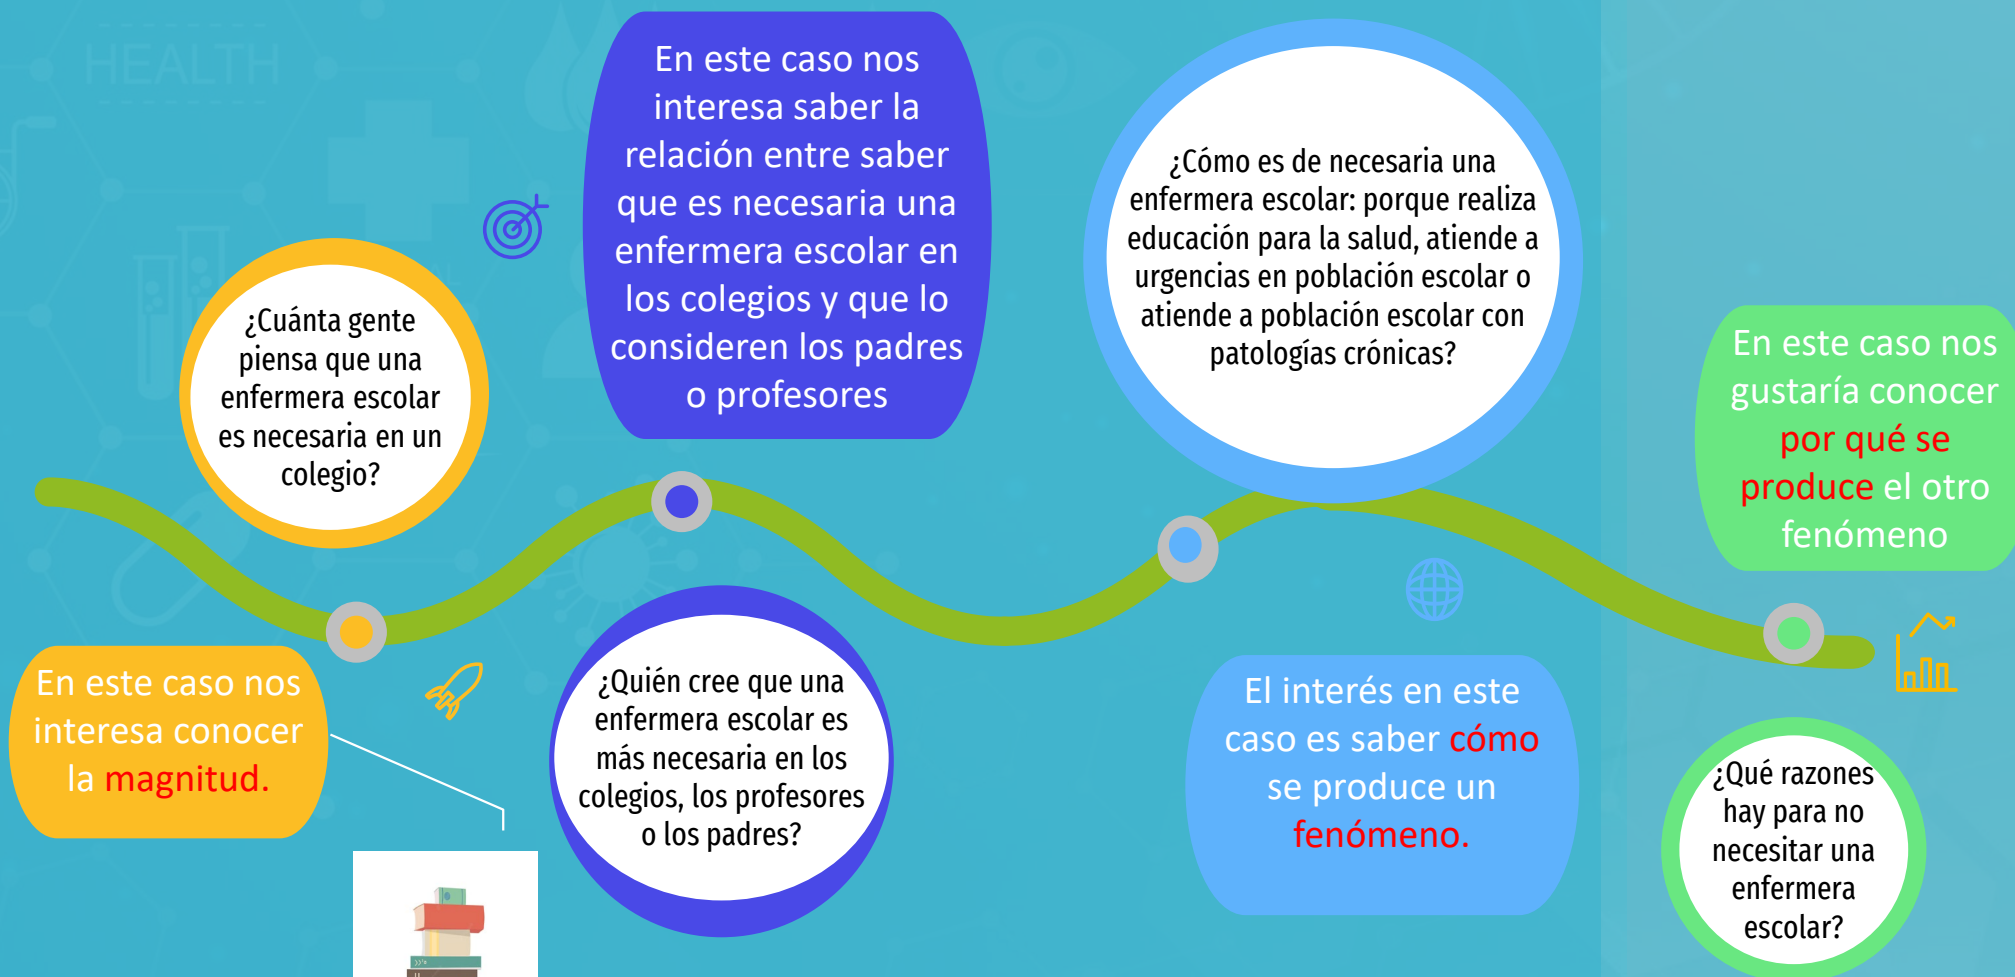 HEALTH
¿Cuánta gente
piensa que una
enfermera escolar
es necesaria en un
colegio?
En este caso nos
interesa conocer
la magnitud.
En este caso nos
interesa saber la
relación entre saber
que es necesaria una
enfermera escolar en
los colegios y que lo
consideren los padres
o profesores
¿Quién cree que una
enfermera escolar es
más necesaria en los
colegios, los profesores
o los padres?
¿Cómo es de necesaria una
enfermera escolar: porque realiza
educación para la salud, atiende a
urgencias en población escolar o
atiende a población escolar con
patologías crónicas?
El interés en este
caso es saber cómo
se produce un
fenómeno.
En este caso nos
gustaría conocer
por qué se
produce el otro
fenómeno
¿Qué razones
hay para no
necesitar una
enfermera
escolar?